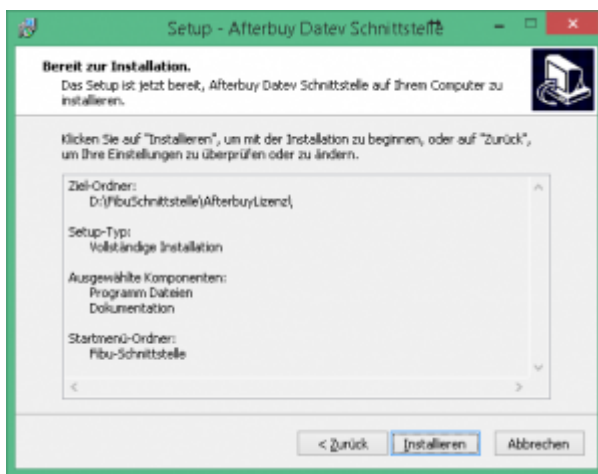 Setup - Afterbuy Datev Schnittstelle
Bereit zur Installation.
Das Setup ist jetzt bereit, Afterbuy Datev Schnittstelle auf Ihrem Computer zu
installieren.
Klicken Sie auf "Installieren", um mit der Installation zu beginnen, oder auf "Zurück",
um Ihre Einstellungen zu überprüfen oder zu ändern.
Ziel-Ordner:
D:\FibuSchnittstelle\AfterbuyLizenz\,
Setup-Typ:
Vollständige Installation
Ausgewählte Komponenten:
Programm Dateien
Dokumentation
Startmenü-Ordner:
Fibu-Schnittstelle
< Zurück
Installieren
Abbrechen